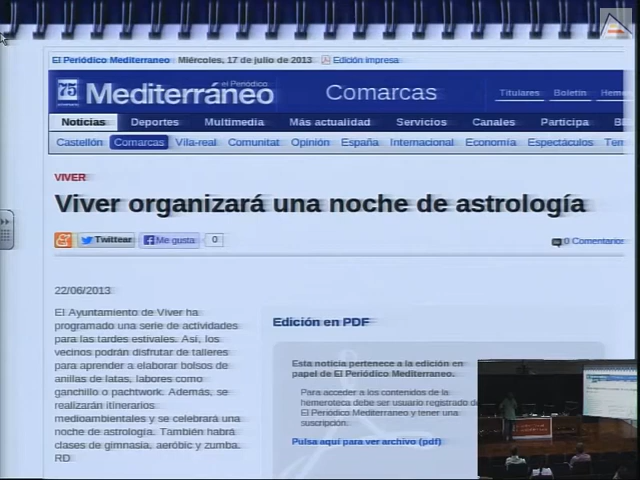 El Periódico Mediterraneo Miércoles, 17 de julio de 2013 Edición impresa
75 el Periódico Mediterráneo Comarcas Titulares Boletín
Noticias Deportes Multimedia Más actualidad Servicios Canales Participa
Castellón Comarcas Vila-real Comunitat Opinión España Internacional Economía Espectáculos
VIVER
Viver organizará una noche de astrología
Twittear Me gusta 0 0 Comentarios
22/06/2013
El Ayuntamiento de Viver ha
programado una serie de actividades
para las tardes estivales. Así, los
vecinos podrán disfrutar de talleres
para aprender a elaborar bolsos de
anillas de latas, labores como
ganchillo o pachtwork. Además, se
realizarán itinerarios
medioambientales y se celebrará una
noche de astrología. También habrá
clases de gimnasia, aeróbic y zumba.
RD
Edición en PDF
Esta noticia pertenece a la edición en
papel de El Periódico Mediterraneo.
Para acceder a los contenidos de la
hemeroteca debe ser usuario registrado de
El Periódico Mediterraneo y tener una
suscripción.
Pulsa aquí para ver archivo (pdf)